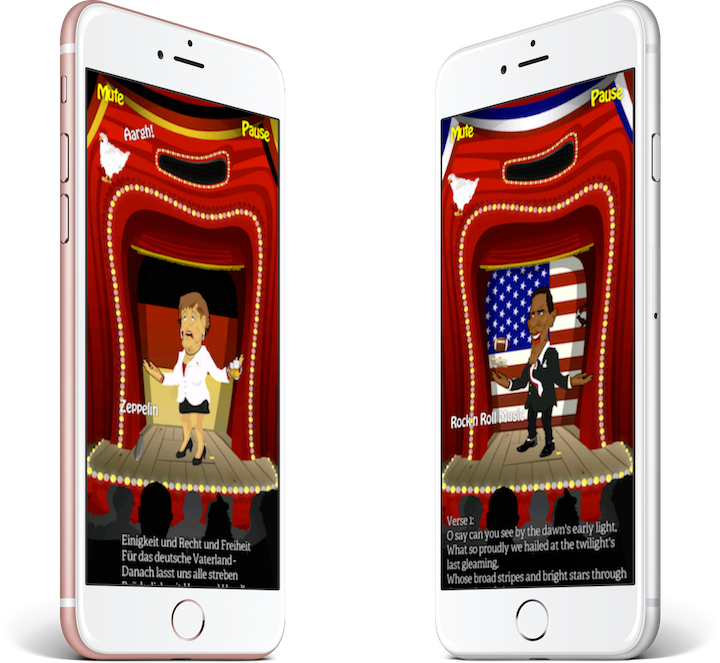 Mute
Aargh!
Pause
Zeppelin
Einigkeit und Recht und Freiheit
Für das deutsche Vaterland-
Danach lasst uns alle streben
Mute
Pause
Rock n Roll Music
Verse 1:
O say can you see by the dawn's early light,
What so proudly we hailed at the twilight's
last gleaming,
Whose broad stripes and bright stars through